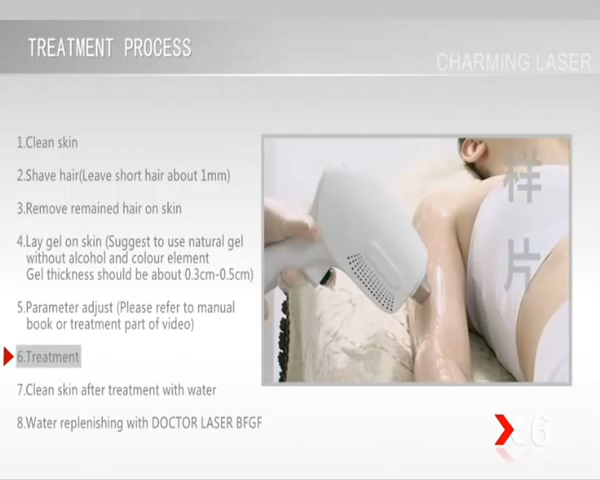 TREATMENT PROCESS
CHARMING LASER
1.Clean skin
2.Shave hair(Leave short hair about 1mm)
3.Remove remained hair on skin
4.Lay gel on skin (Suggest to use natural gel
without alcohol and colour element
Gel thickness should be about 0.3cm-0.5cm)
5.Parameter adjust (Please refer to manual
book or treatment part of video)
6.Treatment
7.Clean skin after treatment with water
8.Water replenishing with DOCTOR LASER BFGF
样
片
6